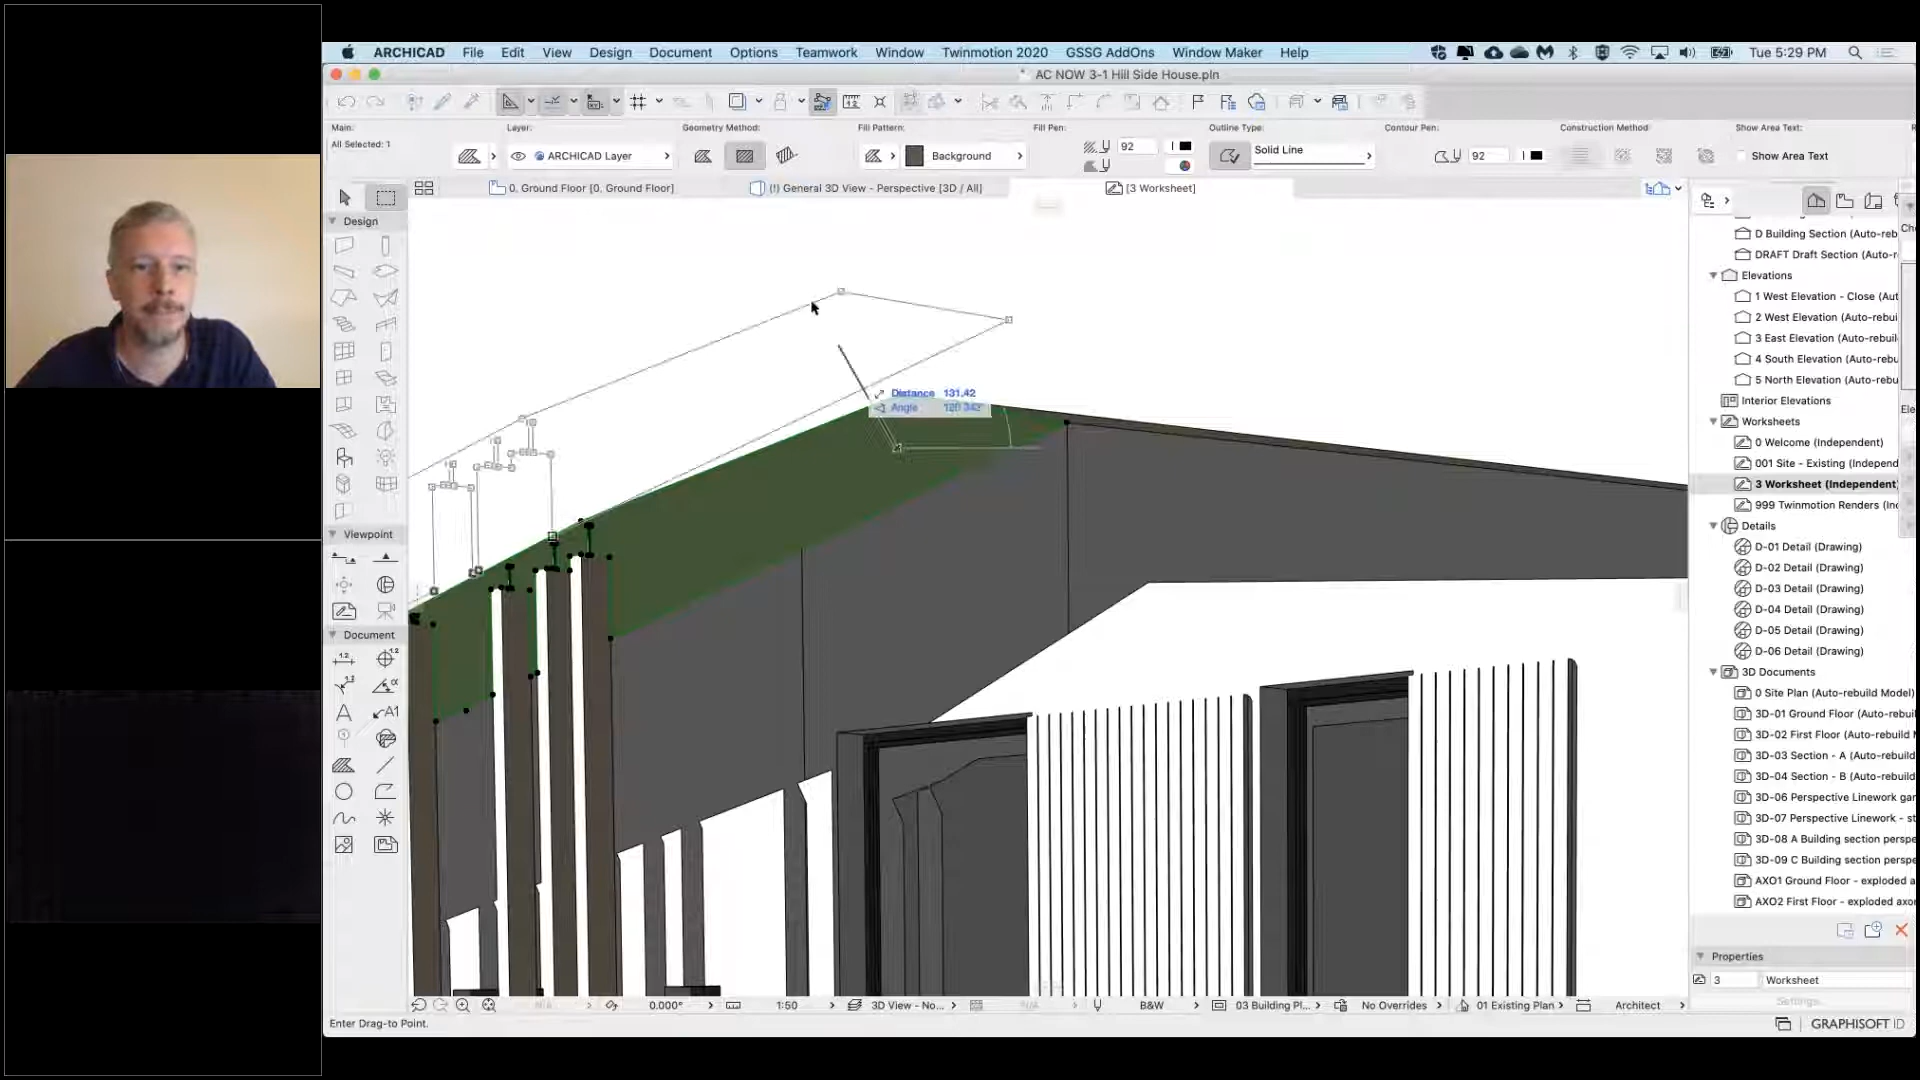 ARCHICAD File Edit View Design Document Options Teamwork Window Twinmotion 2020 GSSG AddOns Window Maker Help Tue 5:29 PM
AC NOW 3-1 Hill Side House.pln
Main: Layer: Geometry Method: Fill Pattern: Fill Pen: Outline Type: Contour Pen: Construction Method: Show Area Text:
All Selected: 1
ARCHICAD Layer
Background
92
Solid Line
92
Show Area Text
0. Ground Floor [0. Ground Floor]
(!) General 3D View - Perspective [3D / All]
[3 Worksheet]
Design
Viewpoint
Document
Distance 131.42
Angle
D Building Section (Auto-reb
DRAFT Draft Section (Auto-r
Elevations
1 West Elevation - Close (Aut
2 West Elevation (Auto-rebui
3 East Elevation (Auto-rebuil
4 South Elevation (Auto-rebu
5 North Elevation (Auto-rebu
Interior Elevations
Worksheets
0 Welcome (Independent)
001 Site - Existing (Independ
3 Worksheet (Independent)
999 Twinmotion Renders (Inc
Details
D-01 Detail (Drawing)
D-02 Detail (Drawing)
D-03 Detail (Drawing)
D-04 Detail (Drawing)
D-05 Detail (Drawing)
D-06 Detail (Drawing)
3D Documents
0 Site Plan (Auto-rebuild Model)
3D-01 Ground Floor (Auto-rebu
3D-02 First Floor (Auto-rebuild
3D-03 Section - A (Auto-rebuild
3D-04 Section - B (Auto-rebuild
3D-06 Perspective Linework gar
3D-07 Perspective Linework - st
3D-08 A Building section perspe
3D-09 C Building section perspe
AXO1 Ground Floor - exploded a
AXO2 First Floor - exploded axor
Properties
3 Worksheet
Settings...
N/A 0.000° 1:50 3D View - No... N/A B&W 03 Building Pl... No Overrides 01 Existing Plan Architect
Enter Drag-to Point.
GRAPHISOFT ID